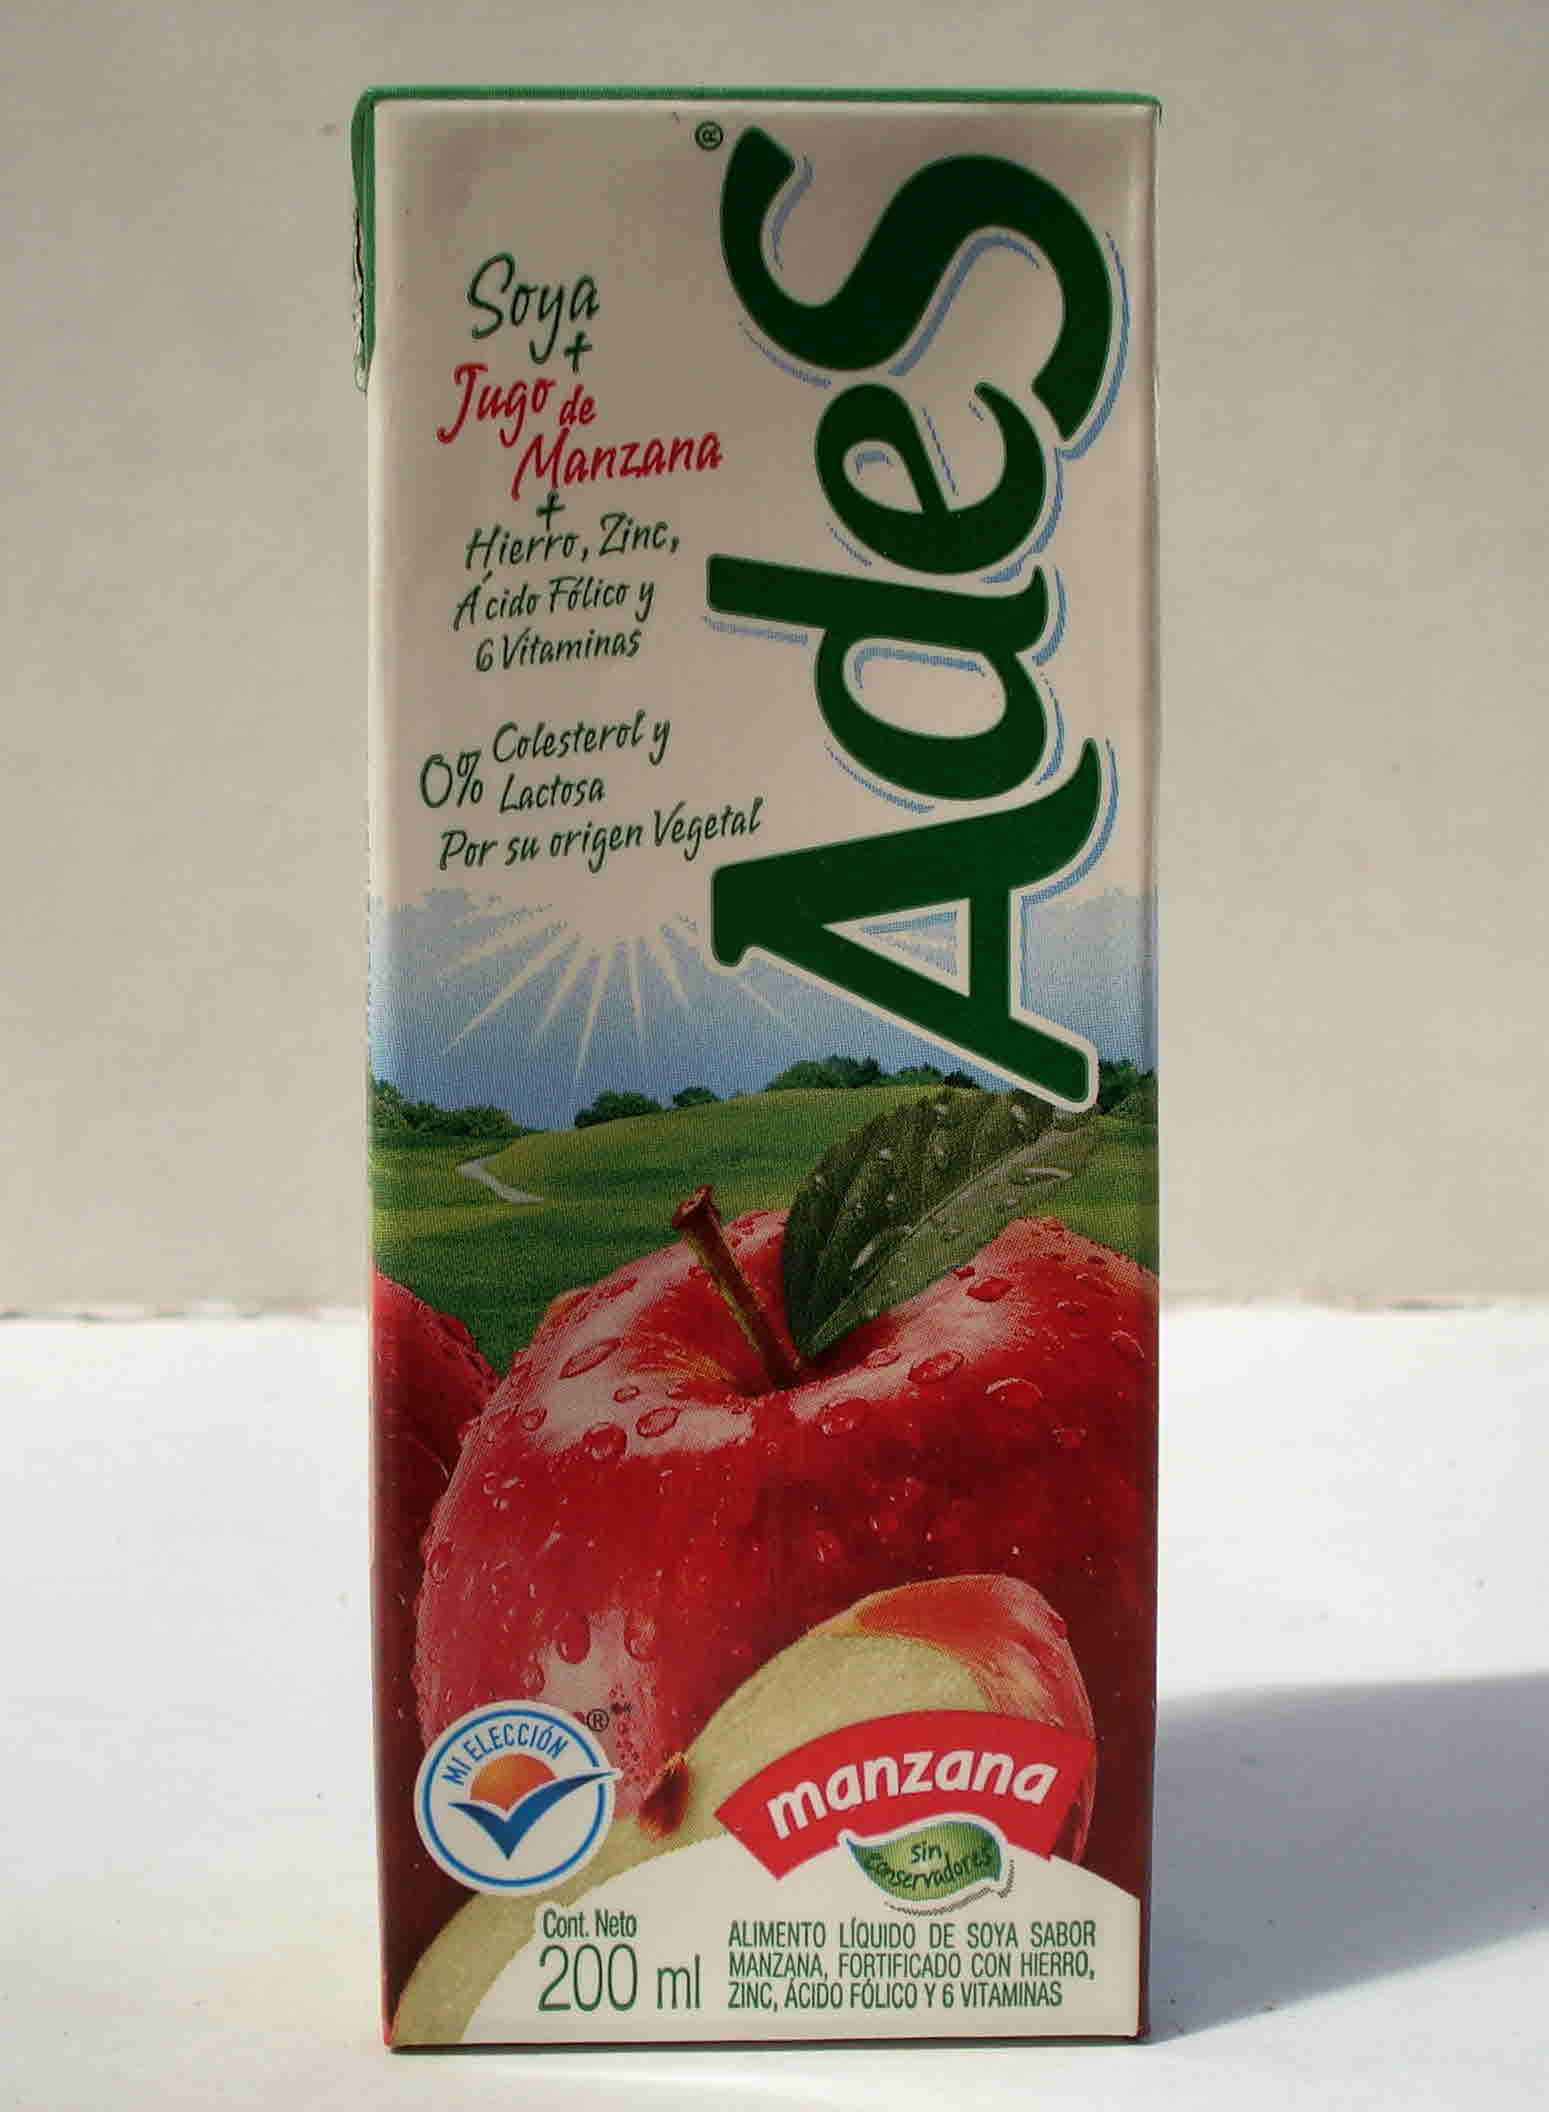 ®
AdeS
Soya
+
Jugo de
Manzana
+
Hierro, Zinc,
Ácido Fólico y
6 Vitaminas
0% Colesterol y
Lactosa
Por su origen Vegetal
MI ELECCIÓN
®
manzana
sin
conservadores
Cont. Neto
200 ml
ALIMENTO LÍQUIDO DE SOYA SABOR
MANZANA, FORTIFICADO CON HIERRO,
ZINC, ÁCIDO FÓLICO Y 6 VITAMINAS